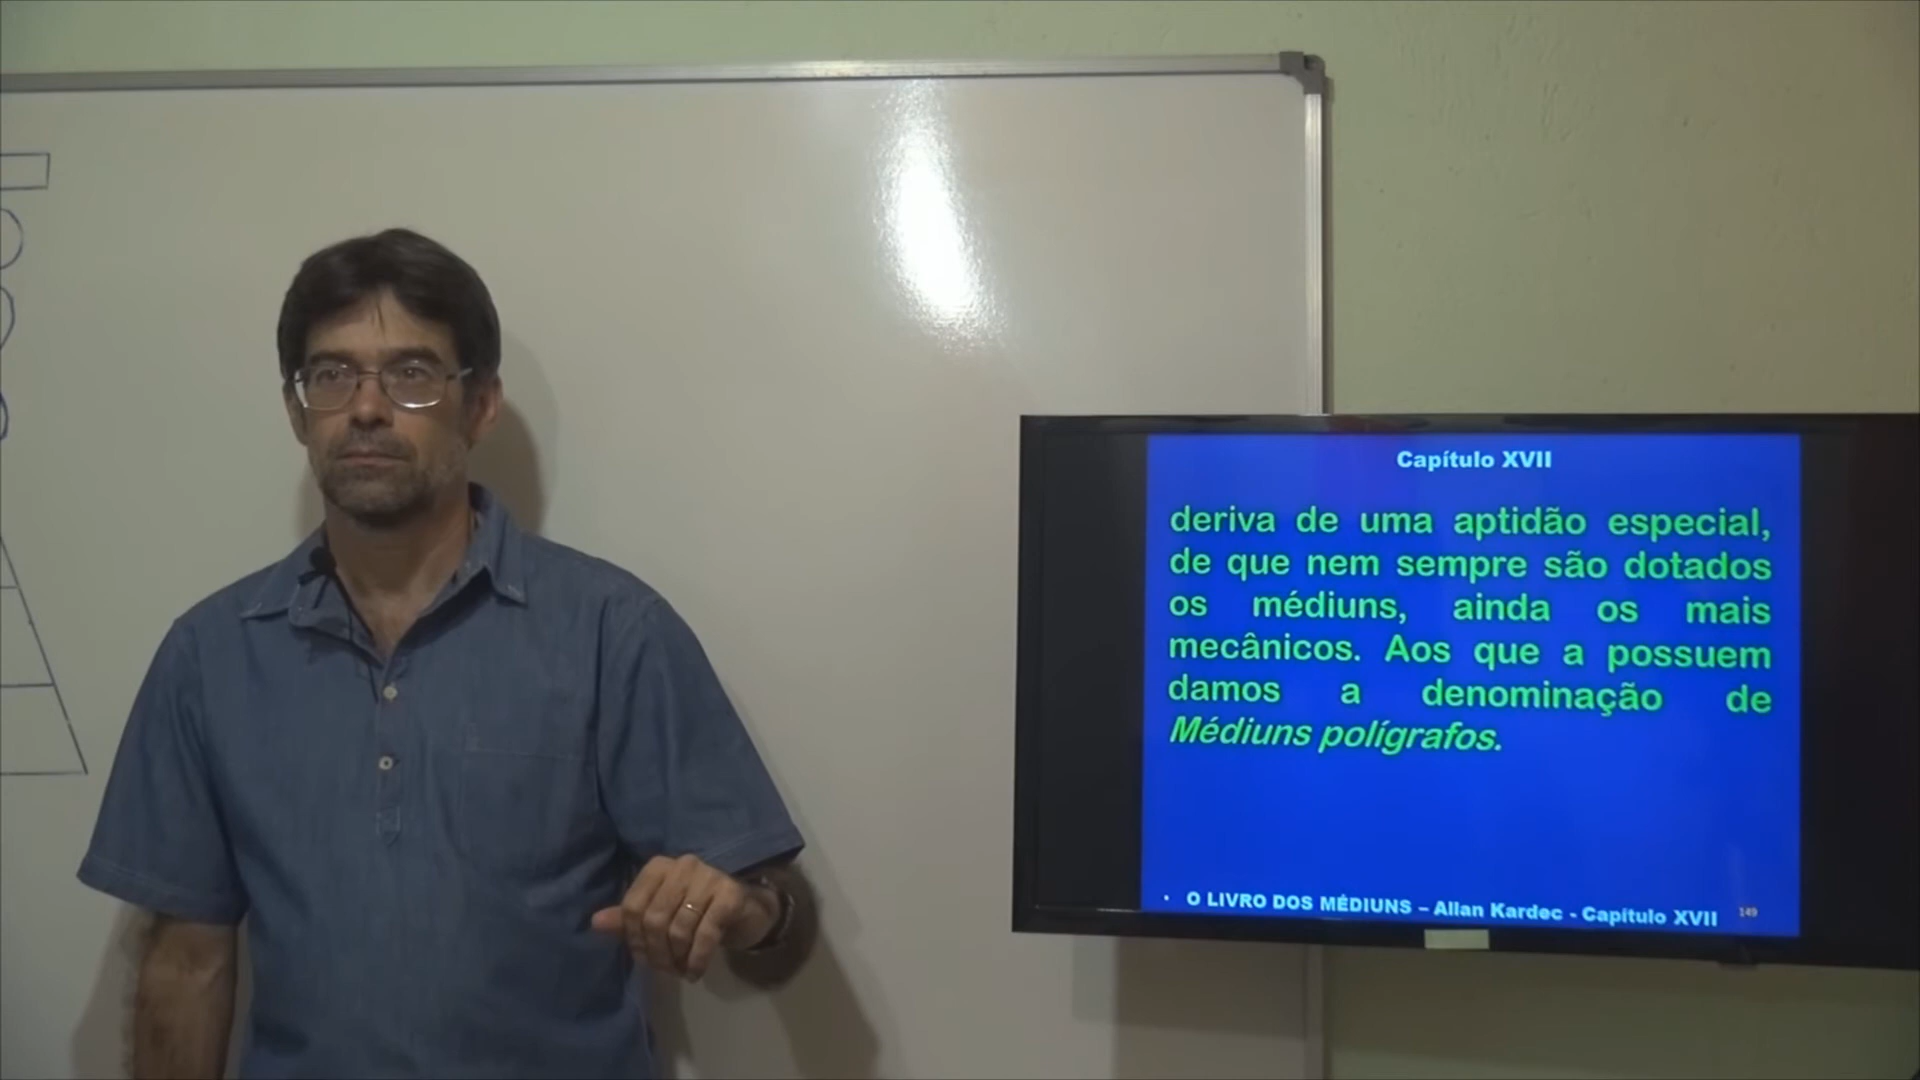 Capítulo XVII
deriva de uma aptidão especial,
de que nem sempre são dotados
os médiuns, ainda os mais
mecânicos. Aos que a possuem
damos a denominação de
Médiuns polígrafos.
• O LIVRO DOS MÉDIUNS – Allan Kardec - Capítulo XVII
149